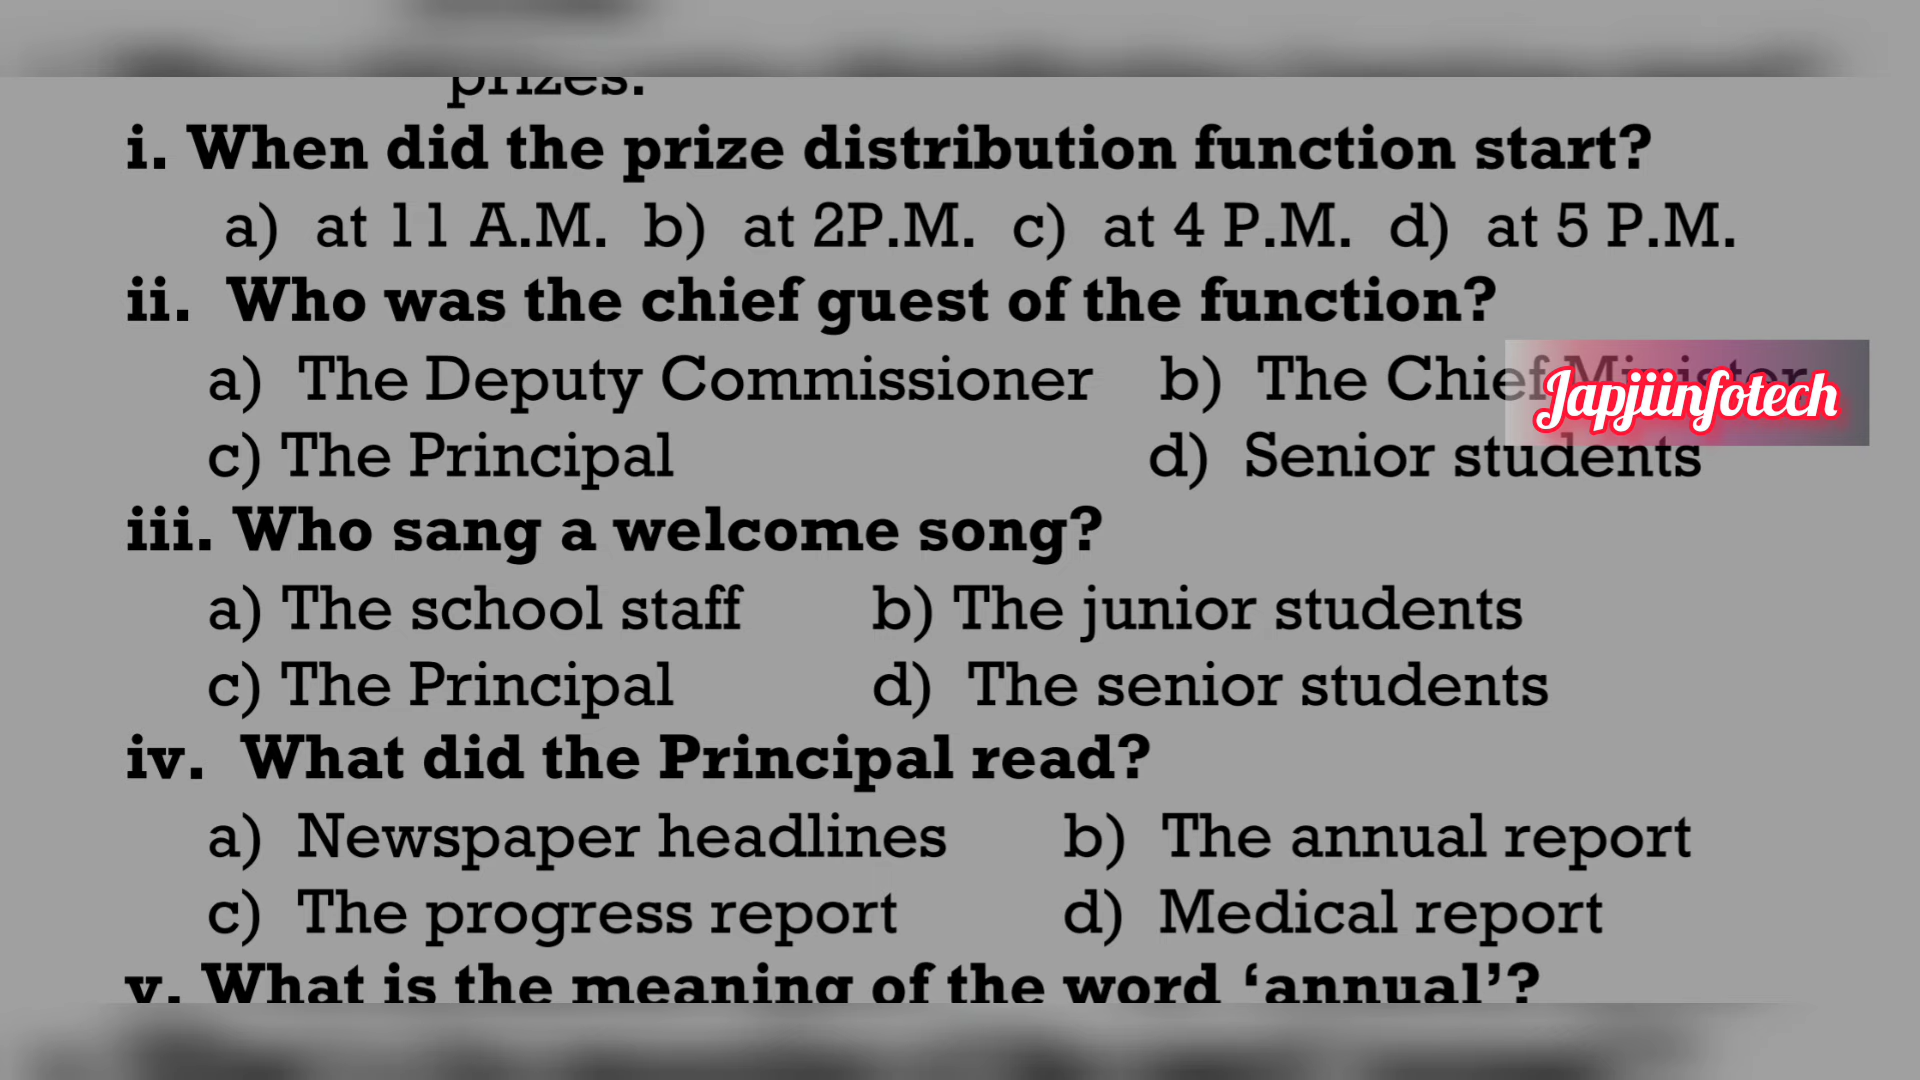 prizes.
i. When did the prize distribution function start?
a) at 11 A.M. b) at 2P.M. c) at 4 P.M. d) at 5 P.M.
ii. Who was the chief guest of the function?
a) The Deputy Commissioner b) The Chief Minister
Japjiinfotech
c) The Principal d) Senior students
iii. Who sang a welcome song?
a) The school staff b) The junior students
c) The Principal d) The senior students
iv. What did the Principal read?
a) Newspaper headlines b) The annual report
c) The progress report d) Medical report
v. What is the meaning of the word ‘annual’?